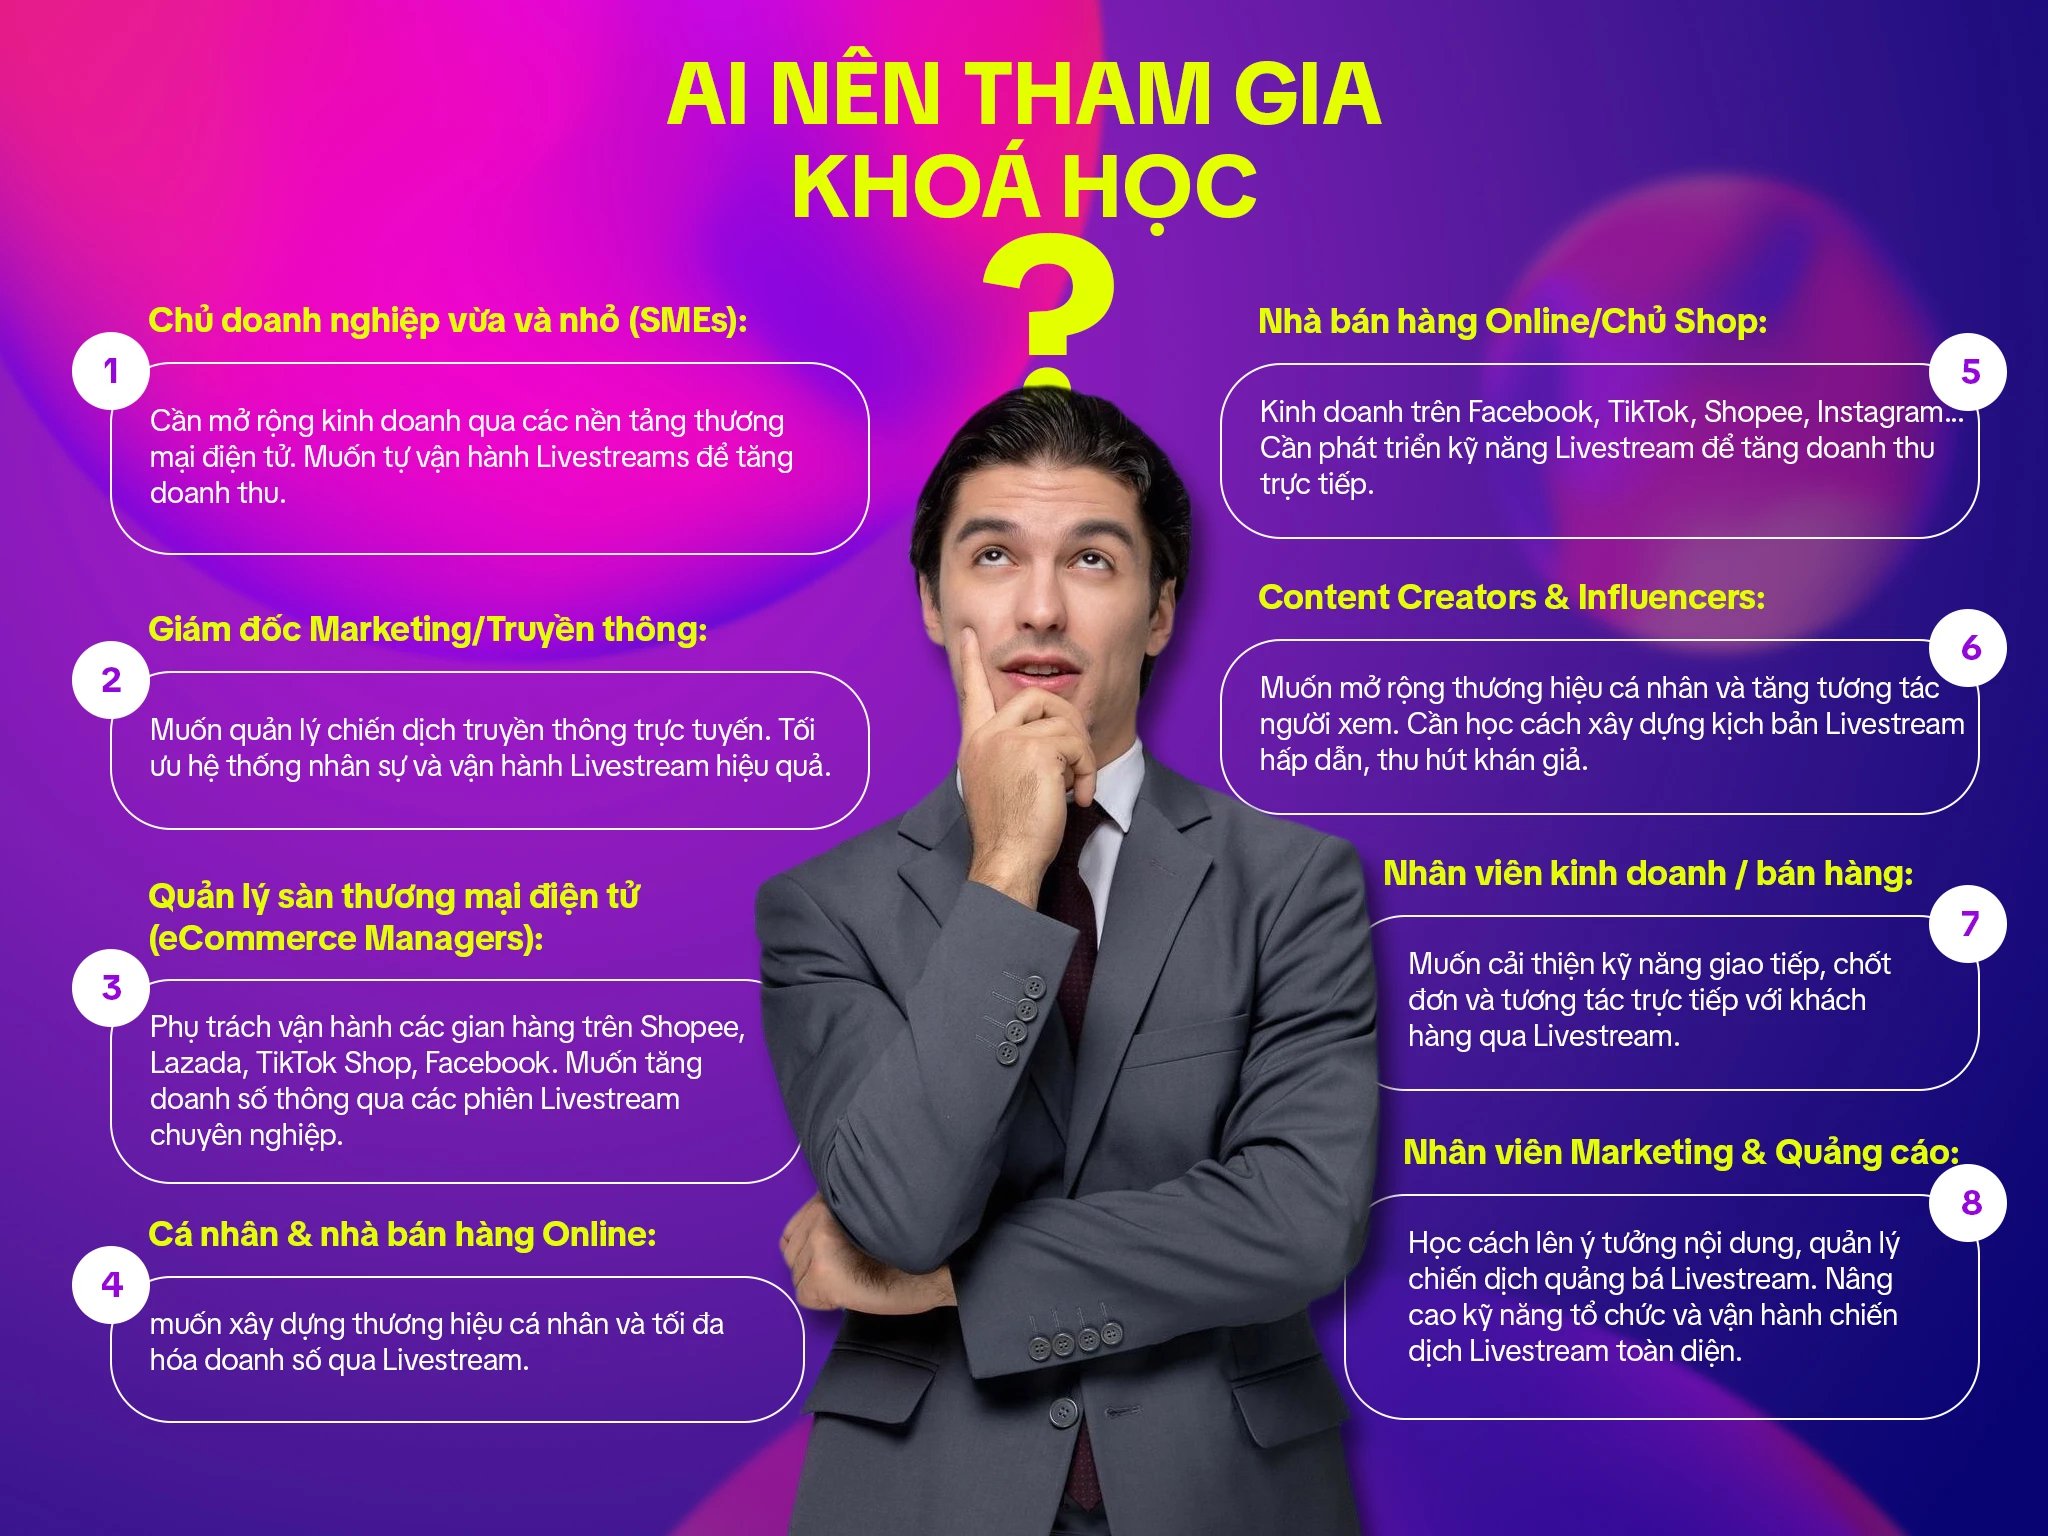 AI NÊN THAM GIA
KHOÁ HỌC
?
Chủ doanh nghiệp vừa và nhỏ (SMEs):
1
Cần mở rộng kinh doanh qua các nền tảng thương
mại điện tử. Muốn tự vận hành Livestreams để tăng
doanh thu.
Giám đốc Marketing/Truyền thông:
2
Muốn quản lý chiến dịch truyền thông trực tuyến. Tối
ưu hệ thống nhân sự và vận hành Livestream hiệu quả.
Quản lý sàn thương mại điện tử
(eCommerce Managers):
3
Phụ trách vận hành các gian hàng trên Shopee,
Lazada, TikTok Shop, Facebook. Muốn tăng
doanh số thông qua các phiên Livestream
chuyên nghiệp.
Cá nhân & nhà bán hàng Online:
4
muốn xây dựng thương hiệu cá nhân và tối đa
hóa doanh số qua Livestream.
Nhà bán hàng Online/Chủ Shop:
5
Kinh doanh trên Facebook, TikTok, Shopee, Instagram...
Cần phát triển kỹ năng Livestream để tăng doanh thu
trực tiếp.
Content Creators & Influencers:
6
Muốn mở rộng thương hiệu cá nhân và tăng tương tác
người xem. Cần học cách xây dựng kịch bản Livestream
hấp dẫn, thu hút khán giả.
Nhân viên kinh doanh / bán hàng:
7
Muốn cải thiện kỹ năng giao tiếp, chốt
đơn và tương tác trực tiếp với khách
hàng qua Livestream.
Nhân viên Marketing & Quảng cáo:
8
Học cách lên ý tưởng nội dung, quản lý
chiến dịch quảng bá Livestream. Nâng
cao kỹ năng tổ chức và vận hành chiến
dịch Livestream toàn diện.